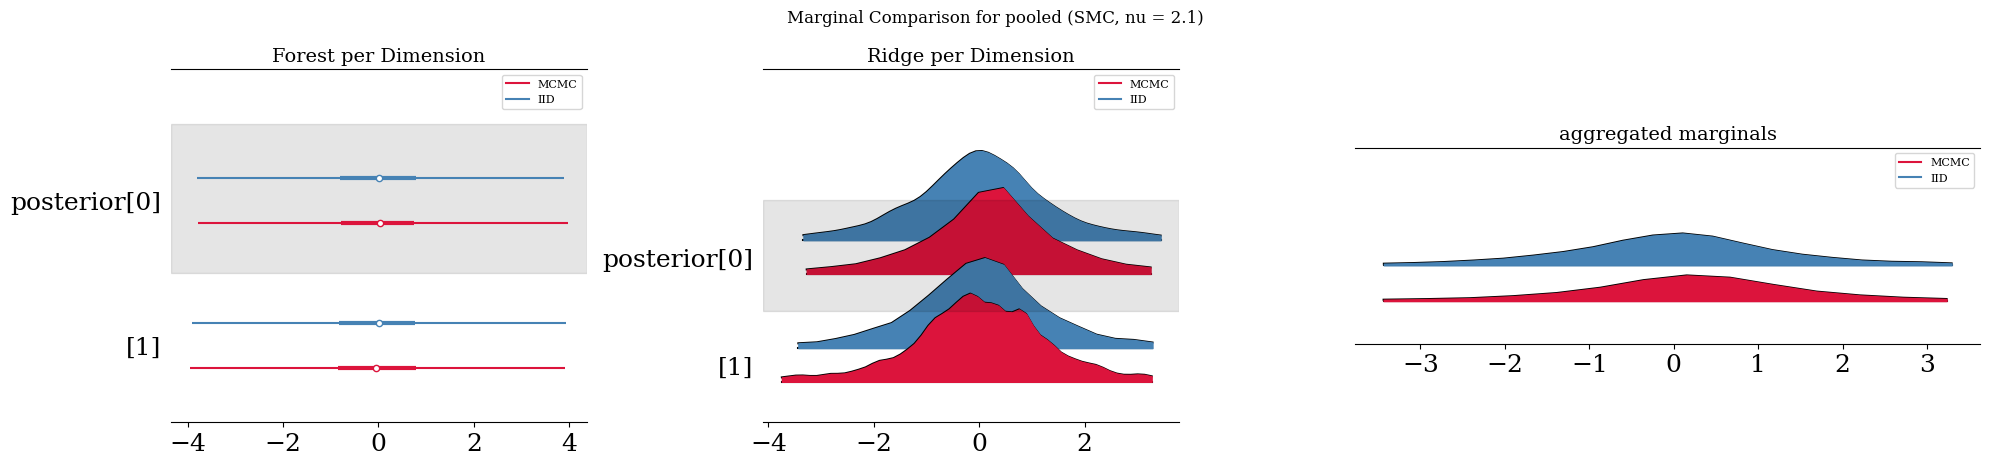 Marginal Comparison for pooled (SMC, nu = 2.1)
Forest per Dimension
MCMC
IID
posterior[0]
[1]
−4 −2 0 2 4
Ridge per Dimension
MCMC
IID
posterior[0]
[1]
−4 −2 0 2
aggregated marginals
MCMC
IID
−3 −2 −1 0 1 2 3